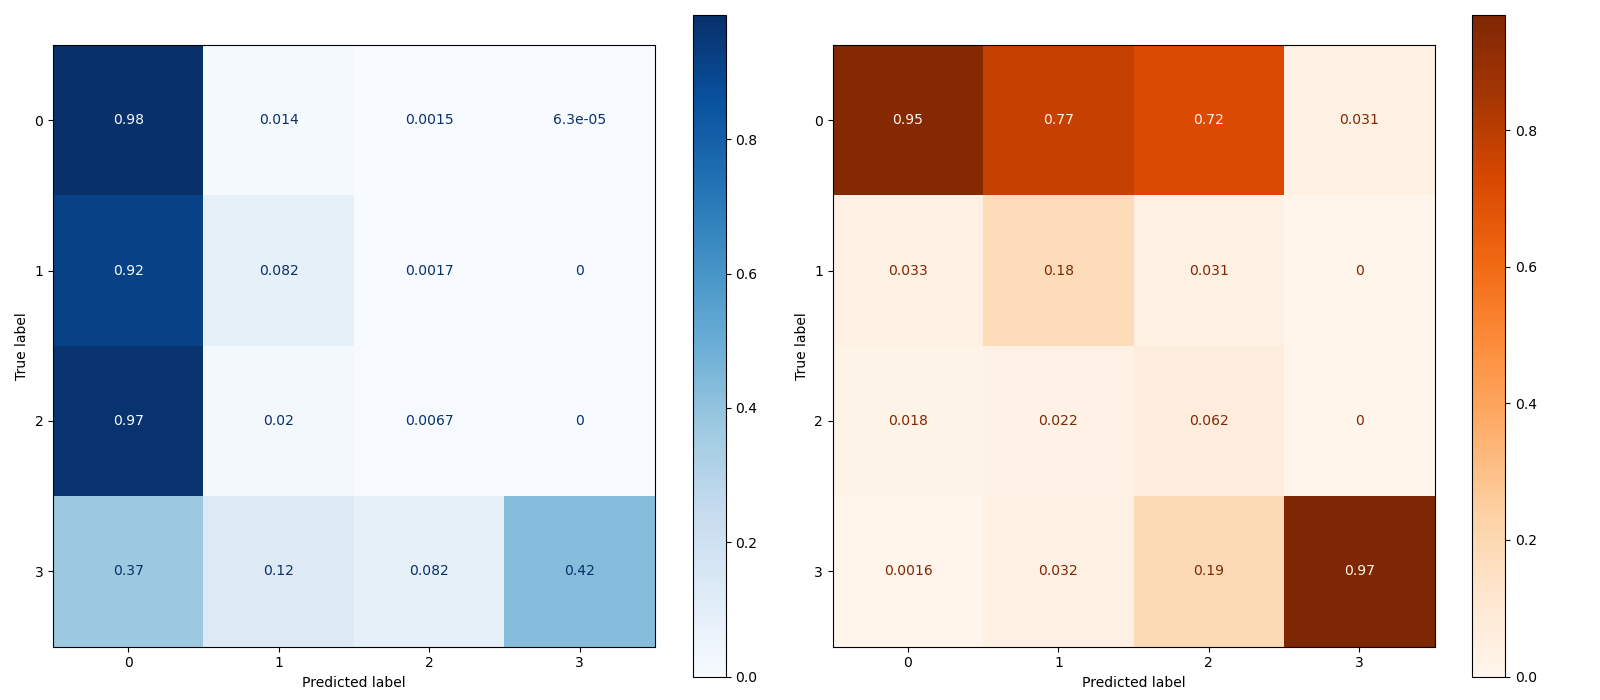 0.98 0.014 0.0015 6.3e-05
0.92 0.082 0.0017 0
0.97 0.02 0.0067 0
0.37 0.12 0.082 0.42
0
1
2
3
True label
0 1 2 3
Predicted label
0.8
0.6
0.4
0.2
0.0
0.95 0.77 0.72 0.031
0.033 0.18 0.031 0
0.018 0.022 0.062 0
0.0016 0.032 0.19 0.97
0
1
2
3
True label
0 1 2 3
Predicted label
0.8
0.6
0.4
0.2
0.0